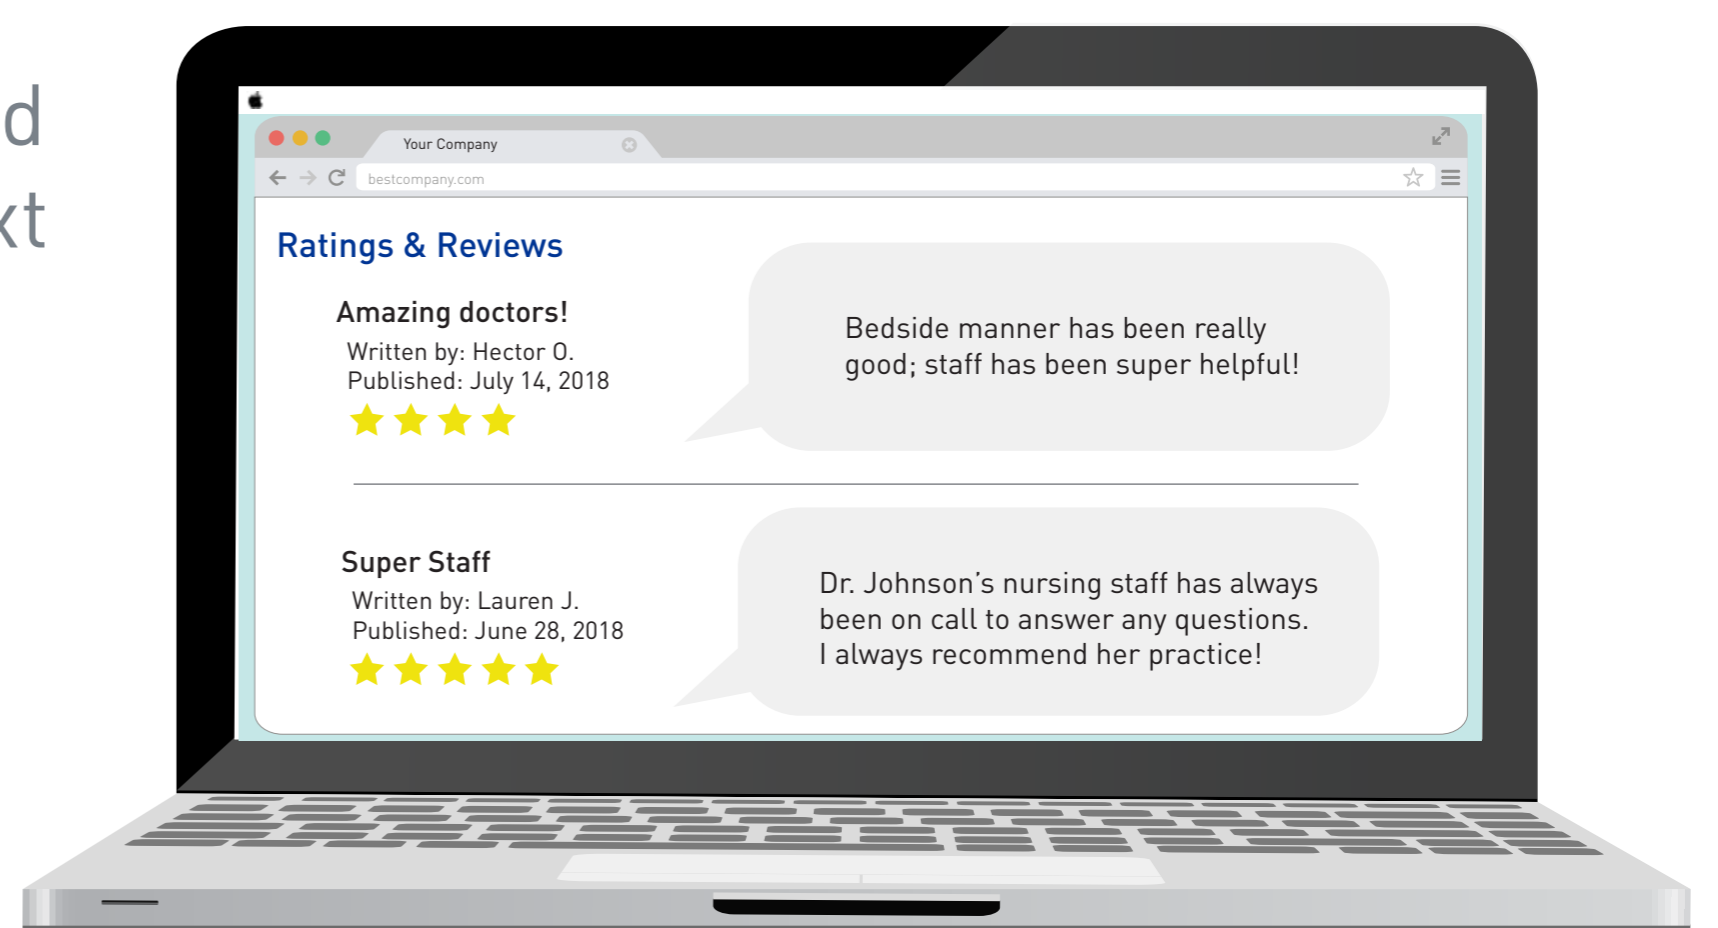 d
xt
Your Company
bestcompany.com
Ratings & Reviews
Amazing doctors!
Written by: Hector O.
Published: July 14, 2018
Bedside manner has been really
good; staff has been super helpful!
Super Staff
Written by: Lauren J.
Published: June 28, 2018
Dr. Johnson's nursing staff has always
been on call to answer any questions.
I always recommend her practice!